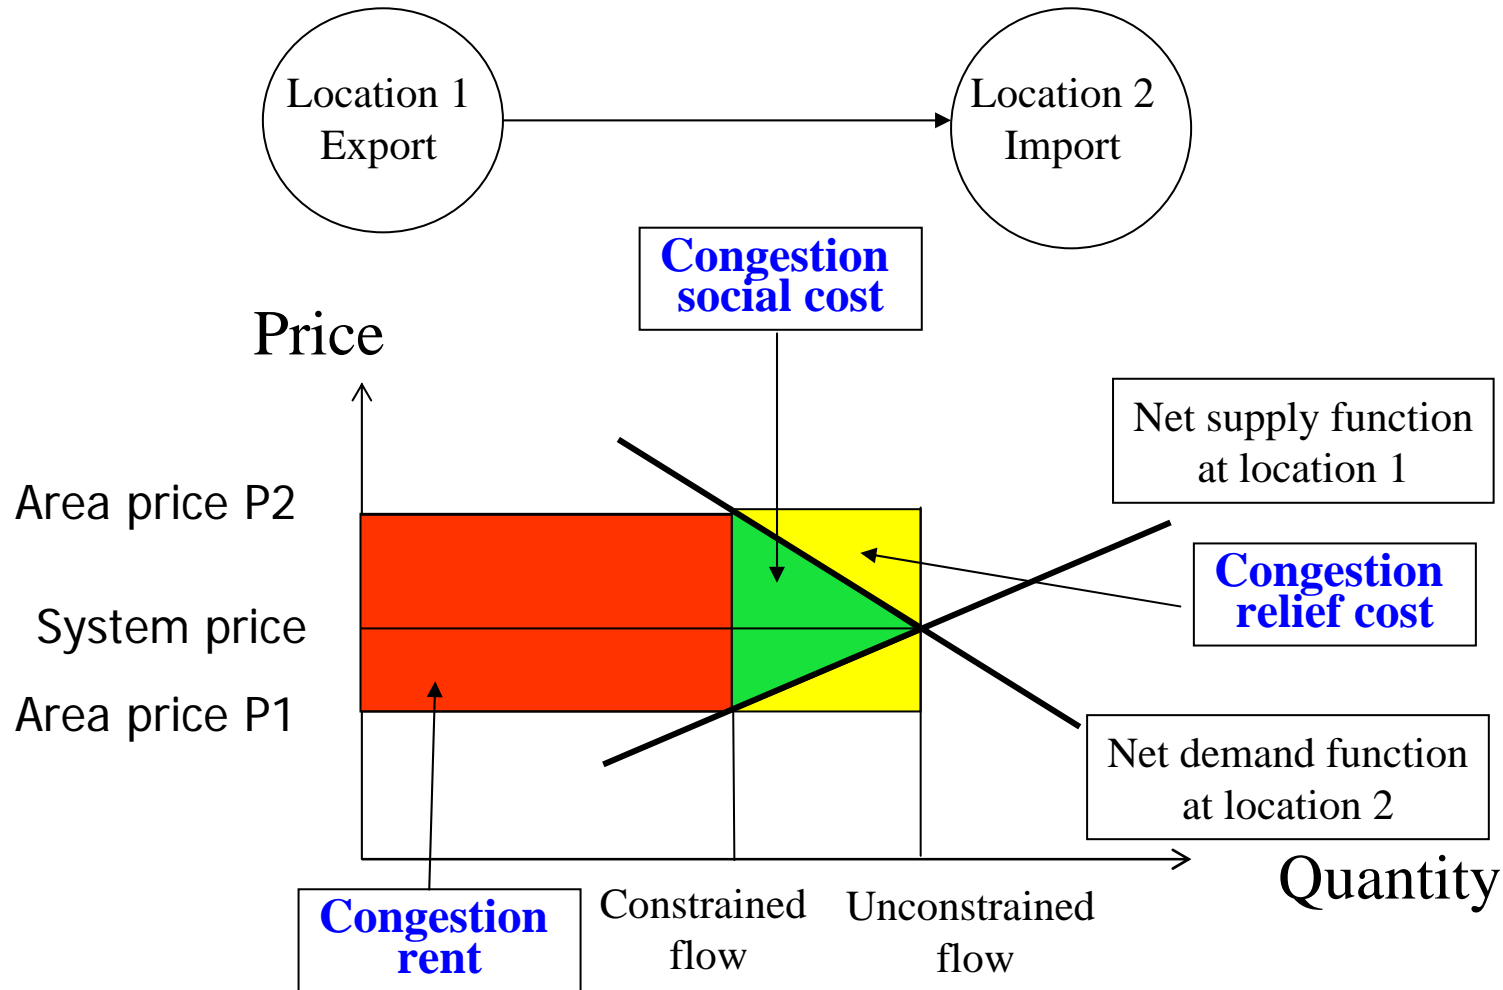 Location 1
Export
Location 2
Import
Congestion
social cost
Price
Net supply function
at location 1
Area price P2
Congestion
relief cost
System price
Area price P1
Net demand function
at location 2
Quantity
Constrained
flow
Unconstrained
flow
Congestion
rent